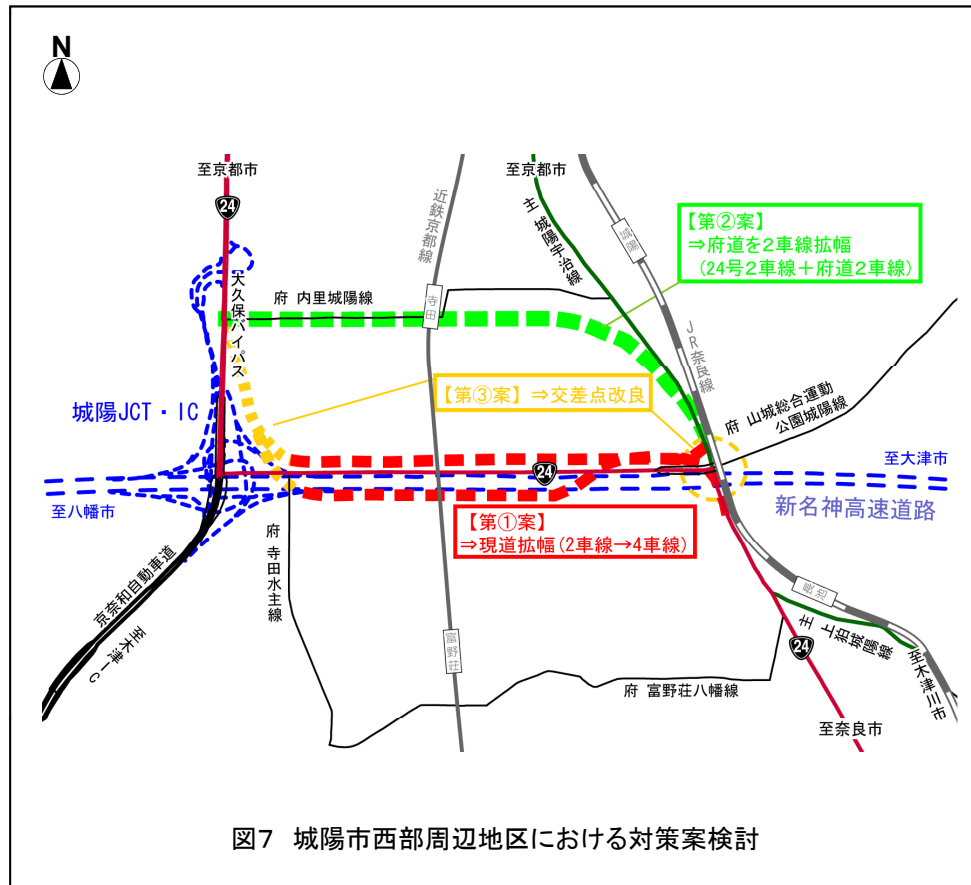 N
至京都市
24
大久保バイパス
近鉄京都線
至京都市
主 城陽宇治線
城陽
【第②案】
⇒府道を2車線拡幅
(24号2車線+府道2車線)
府 内里城陽線
寺田
JR奈良線
【第③案】⇒交差点改良
城陽JCT・IC
府 山城総合運動
公園城陽線
24
至大津市
至八幡市
新名神高速道路
【第①案】
⇒現道拡幅(2車線→4車線)
府 寺田水主線
京奈和自動車道
至木津IC
長池
主 上狛城陽線
至木津川市
富野荘
24
府 富野荘八幡線
至奈良市
図7 城陽市西部周辺地区における対策案検討